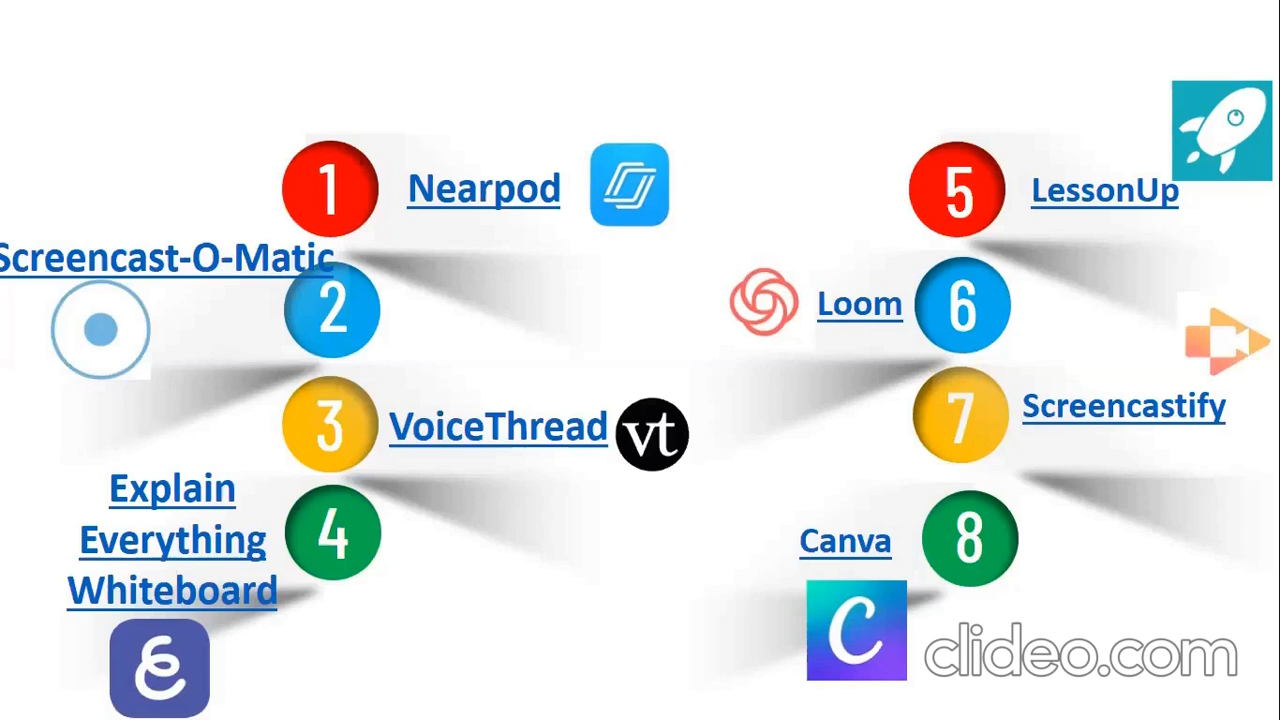 1
Nearpod
Screencast-O-Matic
2
3
VoiceThread
vt
Explain
Everything
Whiteboard
4
5
LessonUp
Loom
6
7
Screencastify
Canva
8
C
clideo.com